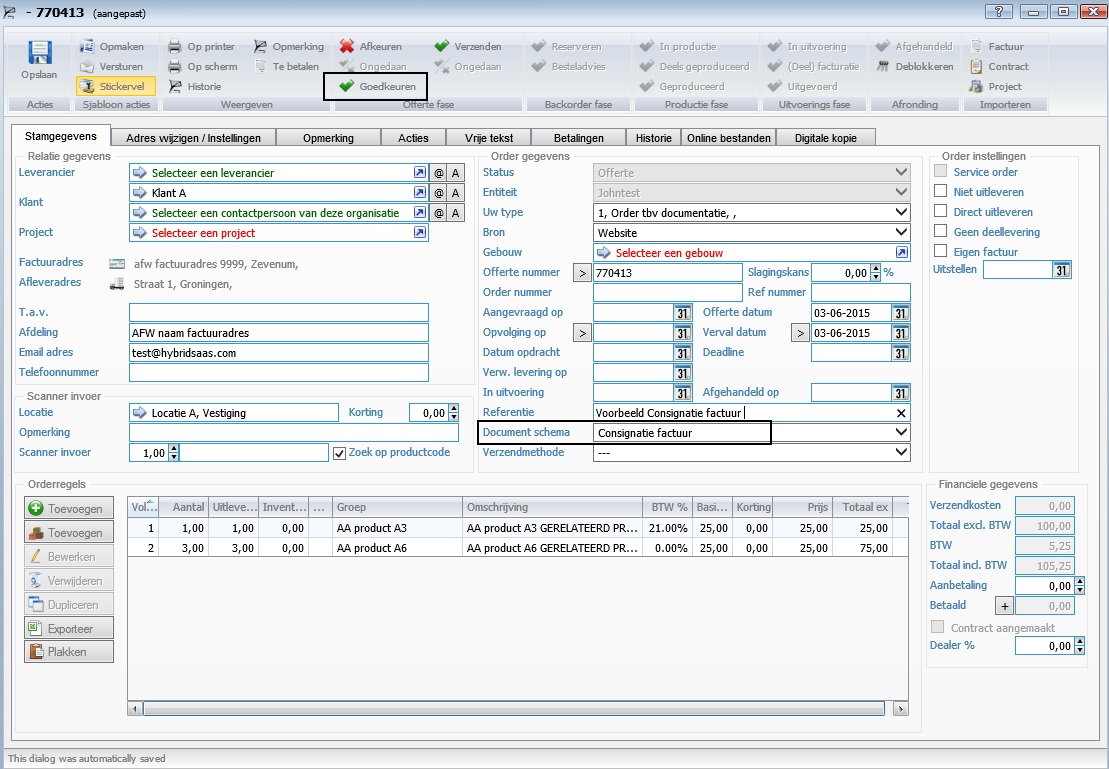 - 770413 (aangepast)
?
Opslaan
Acties
Opmaken
Versturen
Stickervel
Sjabloon acties
Op printer
Op scherm
Historie
Opmerking
Te betalen
Weergeven
Afkeuren
Ongedaan
Goedkeuren
Verzenden
Ongedaan
Offerte fase
Reserveren
Besteladvies
Backorder fase
In productie
Deels geproduceerd
Geproduceerd
Productie fase
In uitvoering
(Deel) facturatie
Uitgevoerd
Uitvoerings fase
Afgehandeld
Deblokkeren
Afronding
Factuur
Contract
Project
Importeren
Stamgegevens Adres wijzigen / Instellingen Opmerking Acties Vrije tekst Betalingen Historie Online bestanden Digitale kopie
Relatie gegevens
Leverancier Selecteer een leverancier @ A
Klant Klant A @ A
Selecteer een contactpersoon van deze organisatie @ A
Project Selecteer een project
Factuuradres afw factuuradres 9999, Zevenum,
Afleveradres Straat 1, Groningen,
T.a.v.
Afdeling AFW naam factuuradres
Email adres test@hybridsaas.com
Telefoonnummer
Scanner invoer
Locatie Locatie A, Vestiging Korting 0,00
Opmerking
Scanner invoer 1,00 Zoek op productcode
Order gegevens
Status Offerte
Entiteit Johntest
Uw type 1, Order tbv documentatie, ,
Bron Website
Gebouw Selecteer een gebouw
Offerte nummer > 770413 Slagingskans 0,00 %
Order nummer Ref nummer
Aangevraagd op 31 Offerte datum 03-06-2015 31
Opvolging op > 31 Verval datum > 03-06-2015 31
Datum opdracht 31 Deadline 31
Verw. levering op 31
In uitvoering 31 Afgehandeld op 31
Referentie Voorbeeld Consignatie factuur
Document schema Consignatie factuur
Verzendmethode ---
Order instellingen
Service order
Niet uitleveren
Direct uitleveren
Geen deellevering
Eigen factuur
Uitstellen 31
Orderregels
Toevoegen
Toevoegen
Bewerken
Verwijderen
Dupliceren
Exporteer
Plakken
Vol... Aantal Uitleve... Invent... ... Groep Omschrijving BTW % Basi... Korting Prijs Totaal ex T
1 1,00 1,00 0,00 AA product A3 AA product A3 GERELATEERD PR... 21.00% 25,00 0,00 25,00 25,00
2 3,00 3,00 0,00 AA product A6 AA product A6 GERELATEERD PR... 0.00% 25,00 0,00 25,00 75,00
Financiele gegevens
Verzendkosten 0,00
Totaal excl. BTW 100,00
BTW 5,25
Totaal incl. BTW 105,25
Aanbetaling 0,00
Betaald + 0,00
Contract aangemaakt
Dealer % 0,00
This dialog was automatically saved